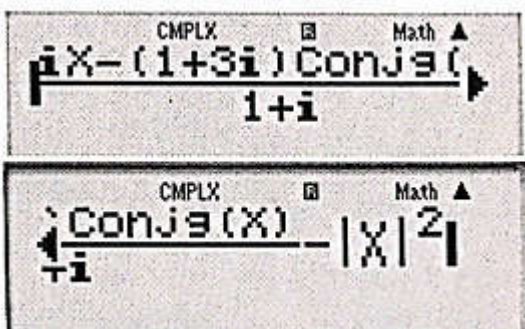 CMPLX R Math ▲
iX-(1+3i)Conjg(
1+i
CMPLX R Math ▲
Conjg(X)-|X|²
+i